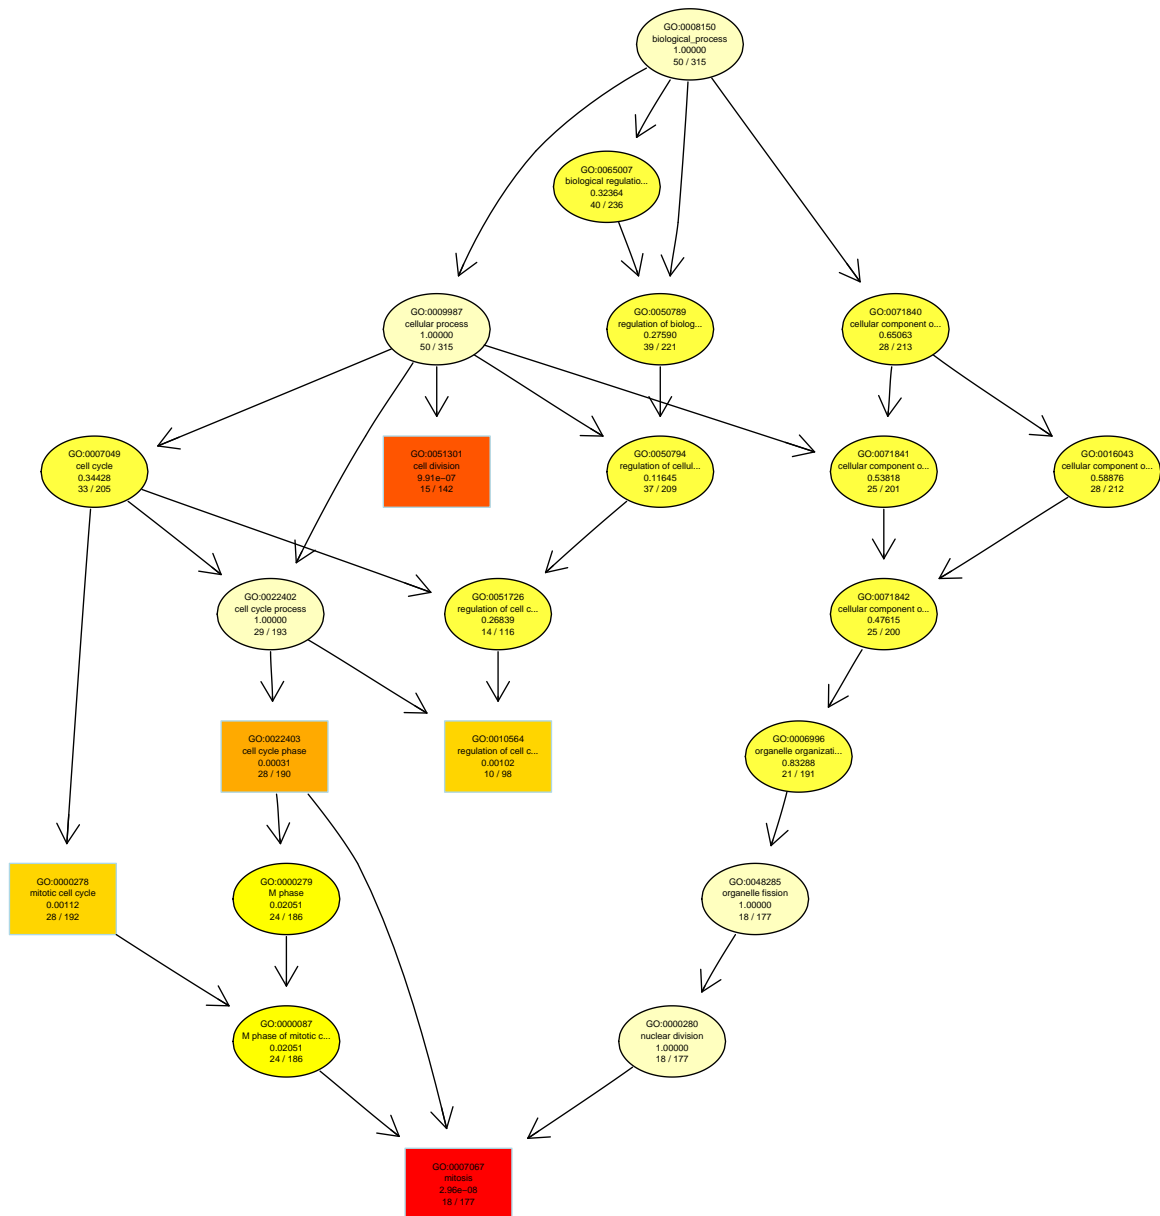 GO:0008150
biological_process
1.00000
50 / 315
GO:0065007
biological regulatio...
0.32364
40 / 236
GO:0009987
cellular process
1.00000
50 / 315
GO:0050789
regulation of biolog...
0.27590
39 / 221
GO:0071840
cellular component o...
0.65063
28 / 213
GO:0007049
cell cycle
0.34428
33 / 205
GO:0051301
cell division
9.91e−07
15 / 142
GO:0050794
regulation of cellul...
0.11645
37 / 209
GO:0071841
cellular component o...
0.53818
25 / 201
GO:0016043
cellular component o...
0.58876
28 / 212
GO:0022402
cell cycle process
1.00000
29 / 193
GO:0051726
regulation of cell c...
0.26839
14 / 116
GO:0071842
cellular component o...
0.47615
25 / 200
GO:0022403
cell cycle phase
0.00031
28 / 190
GO:0010564
regulation of cell c...
0.00102
10 / 98
GO:0006996
organelle organizati...
0.83288
21 / 191
GO:0000278
mitotic cell cycle
0.00112
28 / 192
GO:0000279
M phase
0.02051
24 / 186
GO:0048285
organelle fission
1.00000
18 / 177
GO:0000087
M phase of mitotic c...
0.02051
24 / 186
GO:0000280
nuclear division
1.00000
18 / 177
GO:0007067
mitosis
2.96e−08
18 / 177